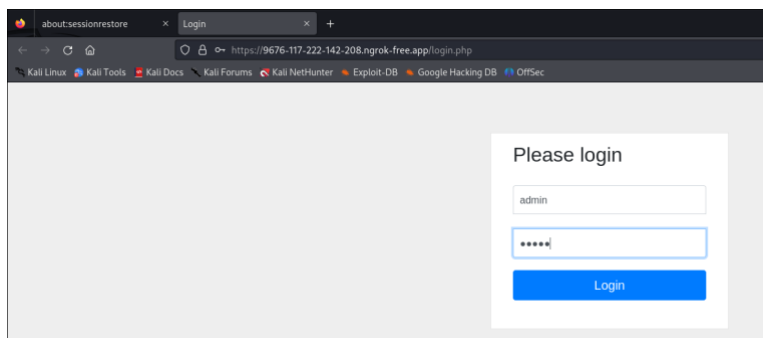 about:sessionrestore × Login × +
https://9676-117-222-142-208.ngrok-free.app/login.php
Kali Linux Kali Tools Kali Docs Kali Forums Kali NetHunter Exploit-DB Google Hacking DB OffSec
Please login
admin
•••••
Login